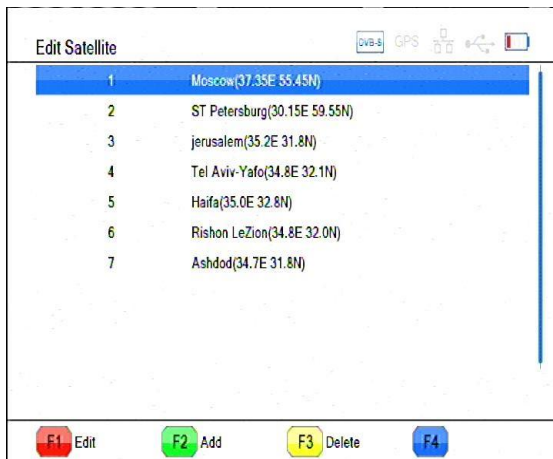 Edit Satellite DVB-S GPS
1 Moscow(37.35E 55.45N)
2 ST Petersburg(30.15E 59.55N)
3 jerusalem(35.2E 31.8N)
4 Tel Aviv-Yafo(34.8E 32.1N)
5 Haifa(35.0E 32.8N)
6 Rishon LeZion(34.8E 32.0N)
7 Ashdod(34.7E 31.8N)
F1 Edit F2 Add F3 Delete F4